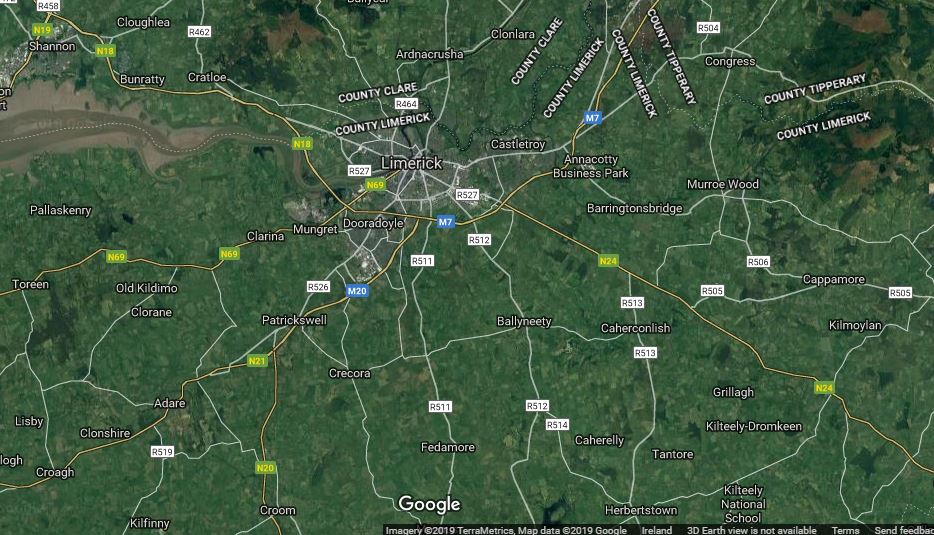 R458
Cloughlea
R462
Clonlara
R504
N19
Shannon
N18
Ardnacrusha
COUNTY CLARE
COUNTY LIMERICK
COUNTY LIMERICK
COUNTY TIPPERARY
Congress
Bunratty
Cratloe
COUNTY CLARE
COUNTY TIPPERARY
R464
COUNTY LIMERICK
M7
COUNTY LIMERICK
N18
Castletroy
Limerick
R527
Annacotty
Business Park
N69
R527
Murroe Wood
Pallaskenry
Barringtonsbridge
Mungret
Dooradoyle
M7
Clarina
R512
N69
N69
R511
N24
R506
Toreen
Old Kildimo
R526
M20
R505
Cappamore
R505
Clorane
R513
Patrickswell
Ballyneety
Caherconlish
Kilmoylan
N21
R513
Crecora
N24
Grillagh
Adare
R511
R512
Lisby
R514
Kilteely-Dromkeen
Clonshire
Caherelly
Fedamore
R519
Tantore
logh
Croagh
N20
Google
Kilteely
National
School
Croom
Herbertstown
Kilfinny
Imagery ©2019 TerraMetrics, Map data ©2019 Google Ireland 3D Earth view is not available Terms Send feedbac